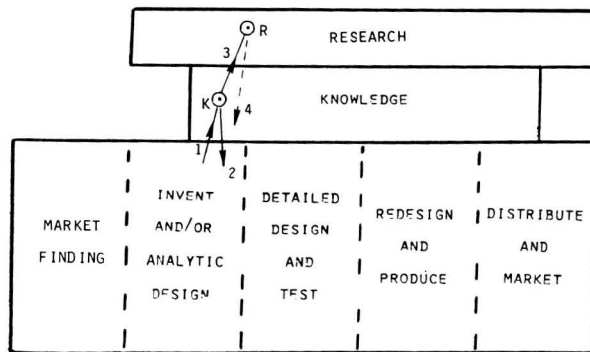 R
RESEARCH
3
K
4
KNOWLEDGE
1
2
MARKET
FINDING
INVENT
AND/OR
ANALYTIC
DESIGN
DETAILED
DESIGN
AND
TEST
REDESIGN
AND
PRODUCE
DISTRIBUTE
AND
MARKET